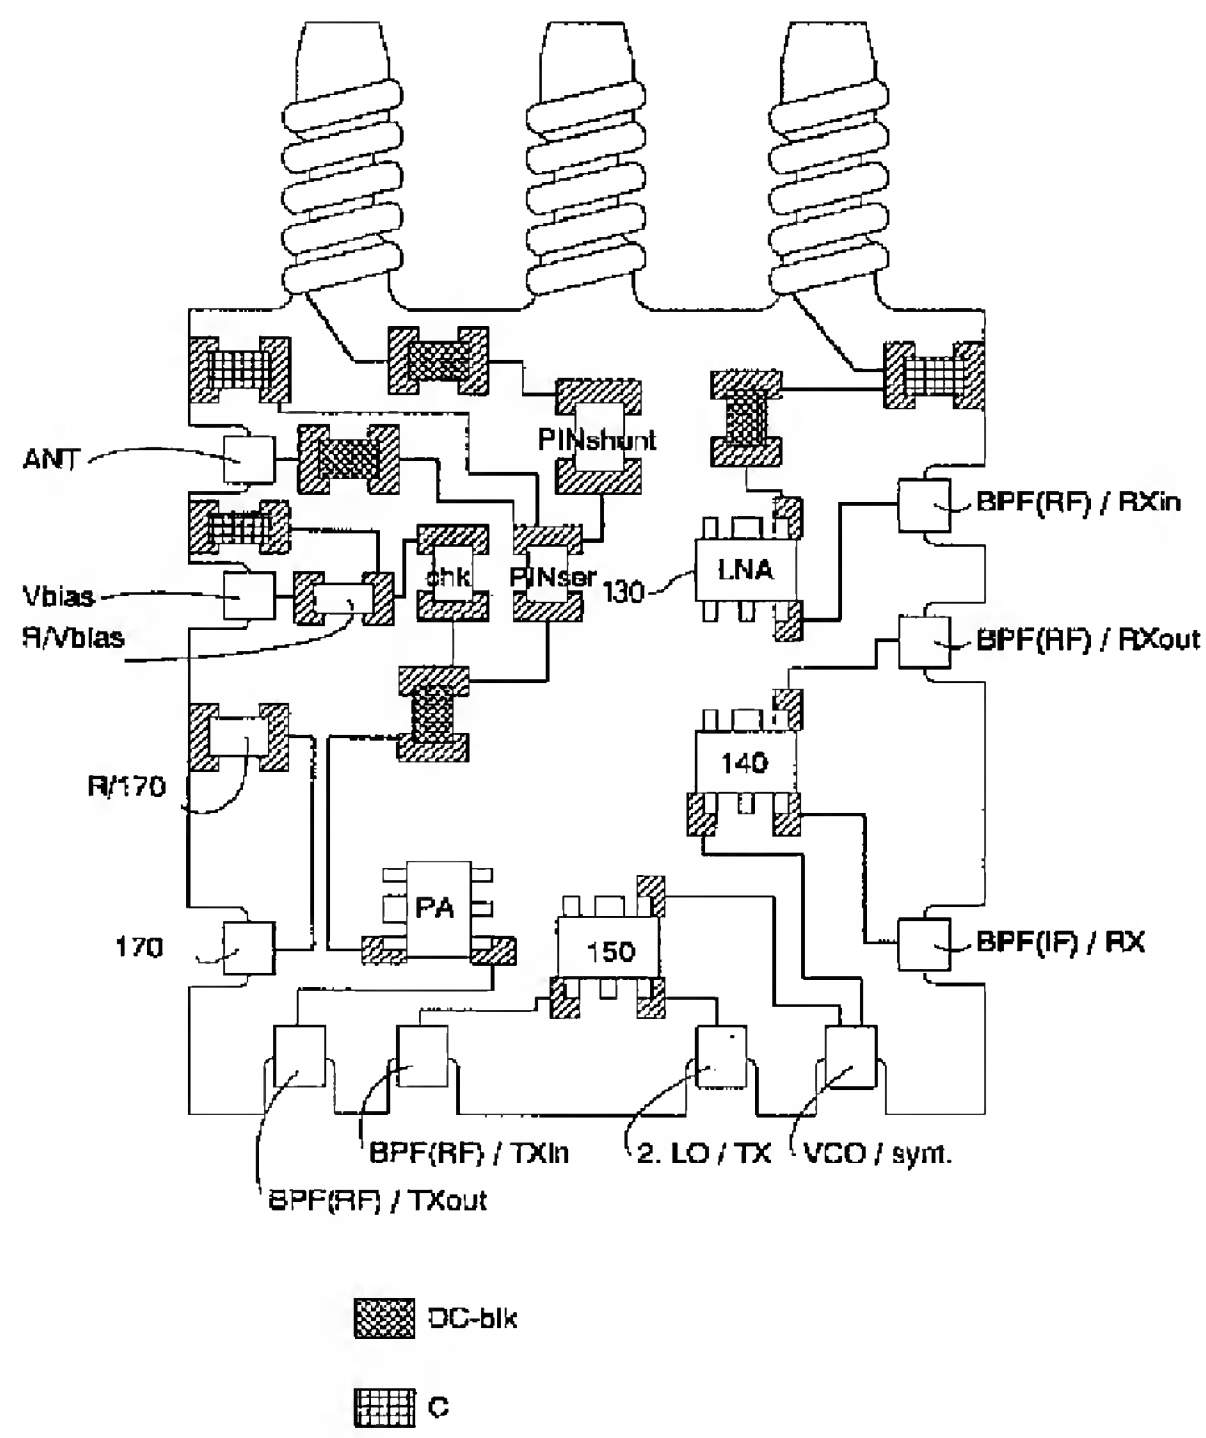 PINshunt
ANT
BPF(RF) / RXin
chk
PINser
130
LNA
Vbias
R/Vbias
BPF(RF) / RXout
140
R/170
PA
170
150
BPF(IF) / RX
BPF(RF) / TXin
2. LO / TX
VCO / synt.
BPF(RF) / TXout
DC-blk
C